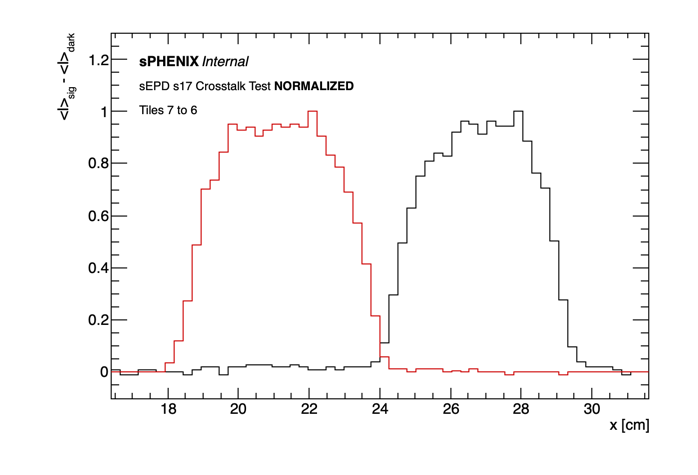 <I>sig - <I>dark
1.2
sPHENIX Internal
sEPD s17 Crosstalk Test NORMALIZED
Tiles 7 to 6
1
0.8
0.6
0.4
0.2
0
18 20 22 24 26 28 30
x [cm]